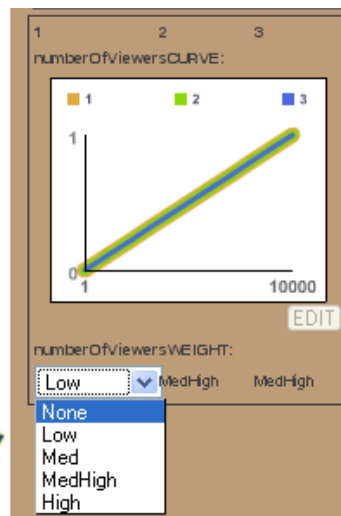 1 2 3
numberOfViewersCURVE:
1 2 3
1
0
1 10000
EDIT
numberOfViewersWEIGHT:
Low MedHigh MedHigh
None
Low
Med
MedHigh
High